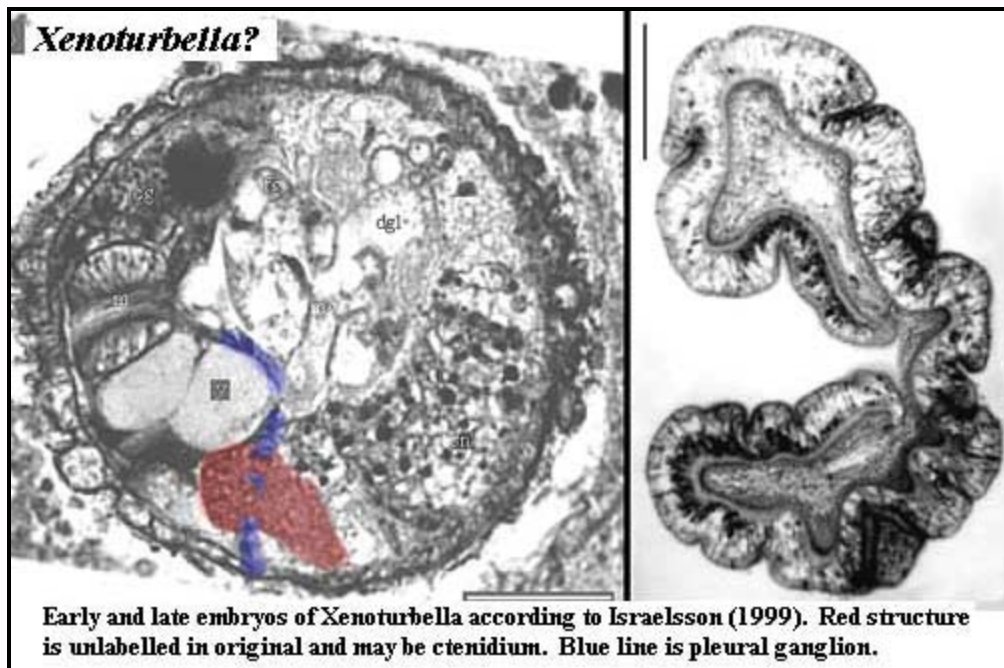 Xenoturbella?
dgl
Early and late embryos of Xenoturbella according to Israelsson (1999). Red structure
is unlabelled in original and may be ctenidium. Blue line is pleural ganglion.